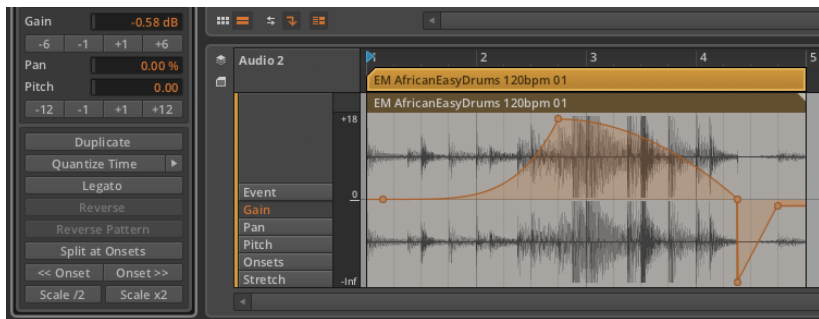 Gain -0.58 dB
-6 -1 +1 +6
Pan 0.00 %
Pitch 0.00
-12 -1 +1 +12
Duplicate
Quantize Time
Legato
Reverse
Reverse Pattern
Split at Onsets
<< Onset Onset >>
Scale /2 Scale x2
Audio 2
2 3 4 5
EM AfricanEasyDrums 120bpm 01
EM AfricanEasyDrums 120bpm 01
+18
0
-Inf
Event
Gain
Pan
Pitch
Onsets
Stretch